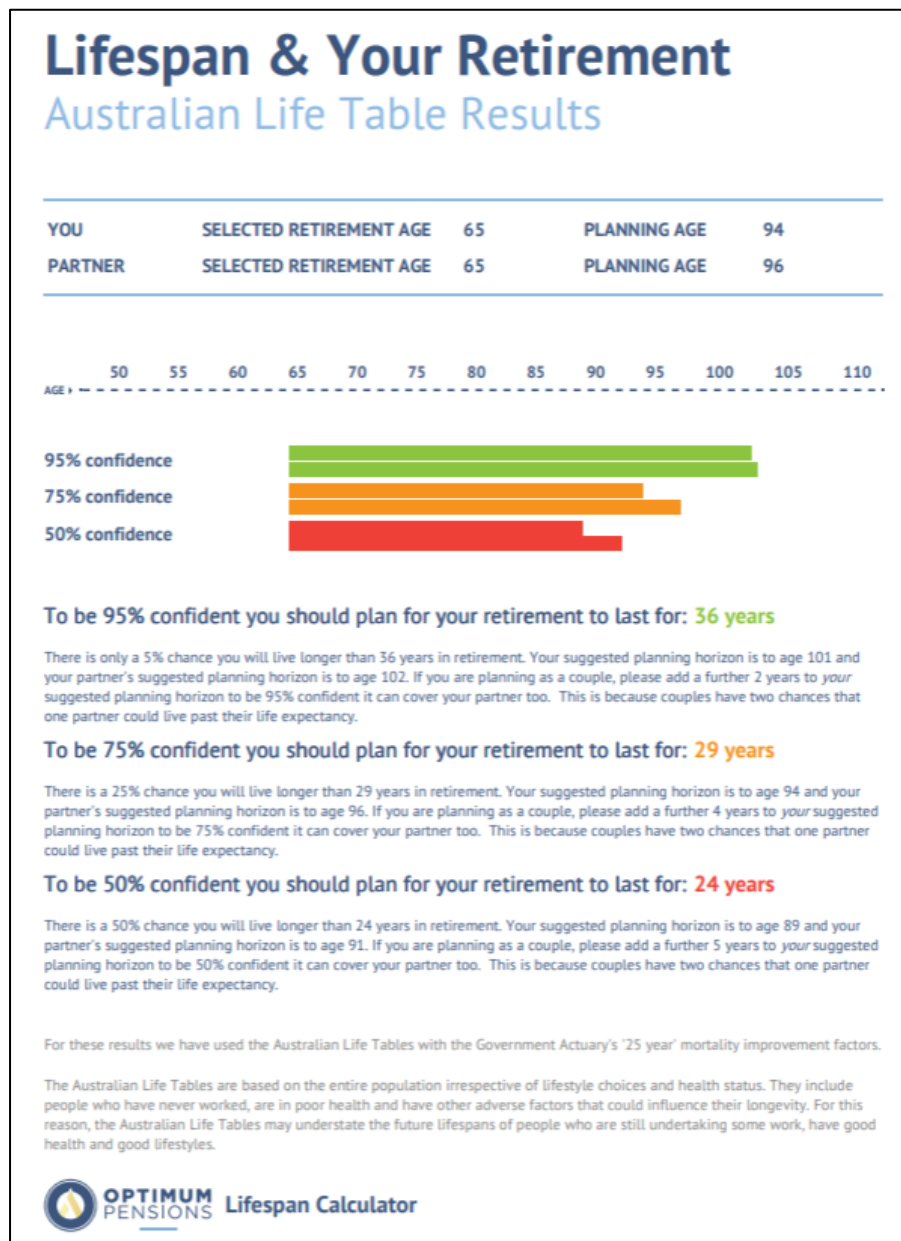 Lifespan & Your Retirement
Australian Life Table Results
YOU SELECTED RETIREMENT AGE 65 PLANNING AGE 94
PARTNER SELECTED RETIREMENT AGE 65 PLANNING AGE 96
50 55 60 65 70 75 80 85 90 95 100 105 110
AGE
95% confidence
75% confidence
50% confidence
To be 95% confident you should plan for your retirement to last for: 36 years
There is only a 5% chance you will live longer than 36 years in retirement. Your suggested planning horizon is to age 101 and
your partner's suggested planning horizon is to age 102. If you are planning as a couple, please add a further 2 years to your
suggested planning horizon to be 95% confident it can cover your partner too. This is because couples have two chances that
one partner could live past their life expectancy.
To be 75% confident you should plan for your retirement to last for: 29 years
There is a 25% chance you will live longer than 29 years in retirement. Your suggested planning horizon is to age 94 and your
partner's suggested planning horizon is to age 96. If you are planning as a couple, please add a further 4 years to your suggested
planning horizon to be 75% confident it can cover your partner too. This is because couples have two chances that one partner
could live past their life expectancy.
To be 50% confident you should plan for your retirement to last for: 24 years
There is a 50% chance you will live longer than 24 years in retirement. Your suggested planning horizon is to age 89 and your
partner's suggested planning horizon is to age 91. If you are planning as a couple, please add a further 5 years to your suggested
planning horizon to be 50% confident it can cover your partner too. This is because couples have two chances that one partner
could live past their life expectancy.
For these results we have used the Australian Life Tables with the Government Actuary's '25 year' mortality improvement factors.
The Australian Life Tables are based on the entire population irrespective of lifestyle choices and health status. They include
people who have never worked, are in poor health and have other adverse factors that could influence their longevity. For this
reason, the Australian Life Tables may understate the future lifespans of people who are still undertaking some work, have good
health and good lifestyles.
OPTIMUM
PENSIONS
Lifespan Calculator